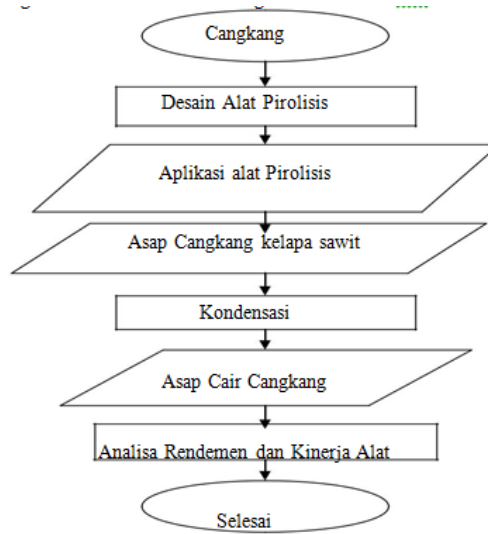 Cangkang
Desain Alat Pirolisis
Aplikasi alat Pirolisis
Asap Cangkang kelapa sawit
Kondensasi
Asap Cair Cangkang
Analisa Rendemen dan Kinerja Alat
Selesai